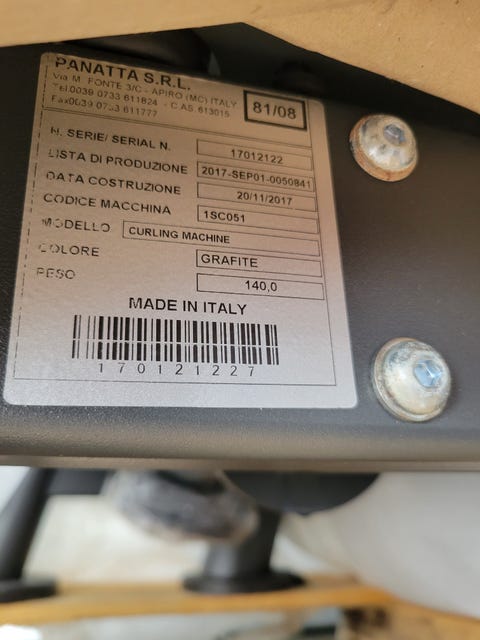 PANATTA S.R.L.
Via M. FONTE 3/C - APIRO (MC) ITALY
Tel.0039 0733 611824 - C.AS. 613015
Fax0039 0733 611777
81/08
N. SERIE/ SERIAL N. 17012122
LISTA DI PRODUZIONE 2017-SEP01-0050841
DATA COSTRUZIONE 20/11/2017
CODICE MACCHINA 1SC051
MODELLO CURLING MACHINE
COLORE GRAFITE
PESO 140,0
MADE IN ITALY
170121227